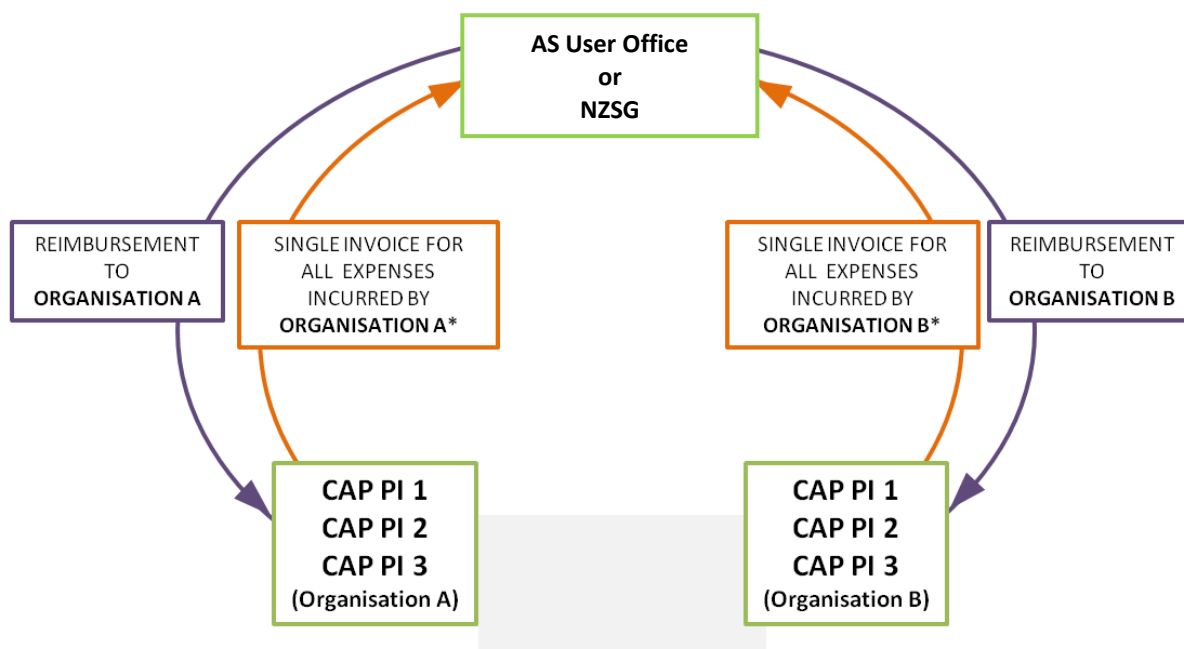 AS User Office
or
NZSG
REIMBURSEMENT
TO
ORGANISATION A
SINGLE INVOICE FOR
ALL EXPENSES
INCURRED BY
ORGANISATION A*
SINGLE INVOICE FOR
ALL EXPENSES
INCURRED BY
ORGANISATION B*
REIMBURSEMENT
TO
ORGANISATION B
CAP PI 1
CAP PI 2
CAP PI 3
(Organisation A)
CAP PI 1
CAP PI 2
CAP PI 3
(Organisation B)